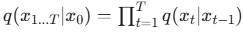 q(x_{1...T}|x_0) = \prod_{t=1}^{T} q(x_t|x_{t-1})